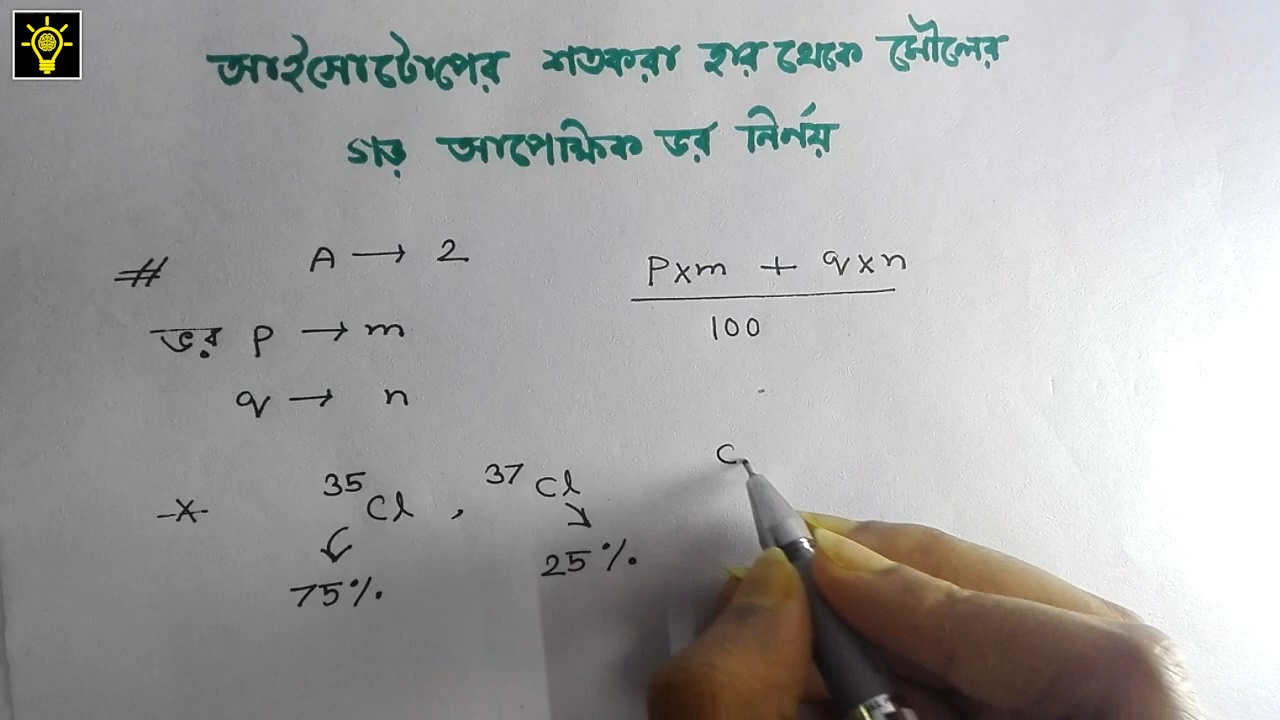 আইসোটোপের শতকরা হার থেকে মৌলের
গড় আপেক্ষিক ভর নির্ণয়
# A → 2
ভর p → m
q → n
p×m + q×n
100
* 35Cl , 37Cl
75% 25%
C